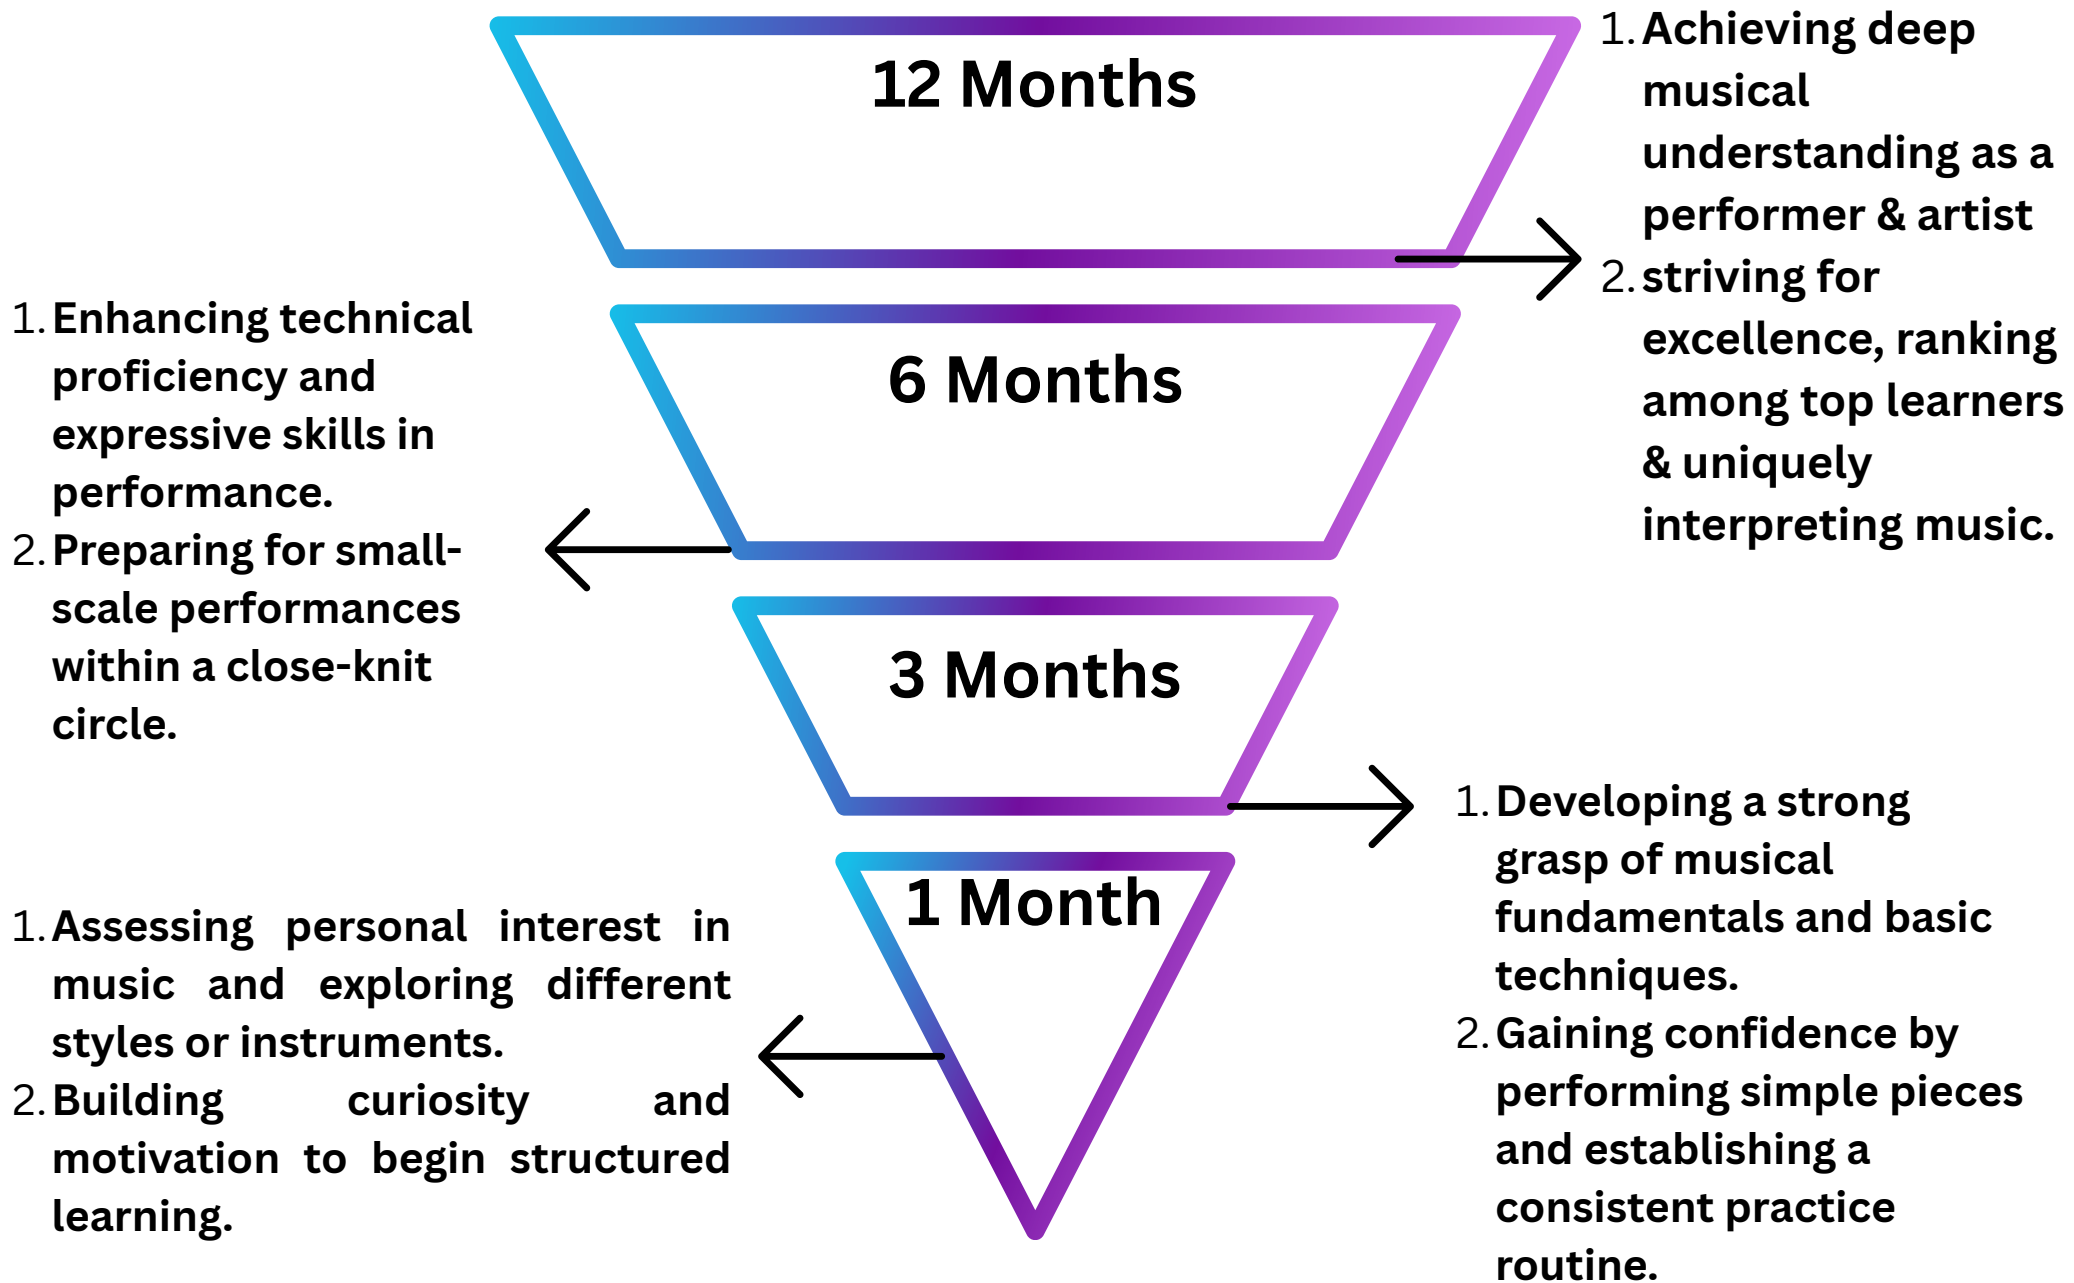 12 Months
1. Achieving deep
musical
understanding as a
performer & artist
2. striving for
excellence, ranking
among top learners
& uniquely
interpreting music.
6 Months
1. Enhancing technical
proficiency and
expressive skills in
performance.
2. Preparing for small-
scale performances
within a close-knit
circle.
3 Months
1. Developing a strong
grasp of musical
fundamentals and basic
techniques.
2. Gaining confidence by
performing simple pieces
and establishing a
consistent practice
routine.
1 Month
1. Assessing personal interest in
music and exploring different
styles or instruments.
2. Building curiosity and
motivation to begin structured
learning.